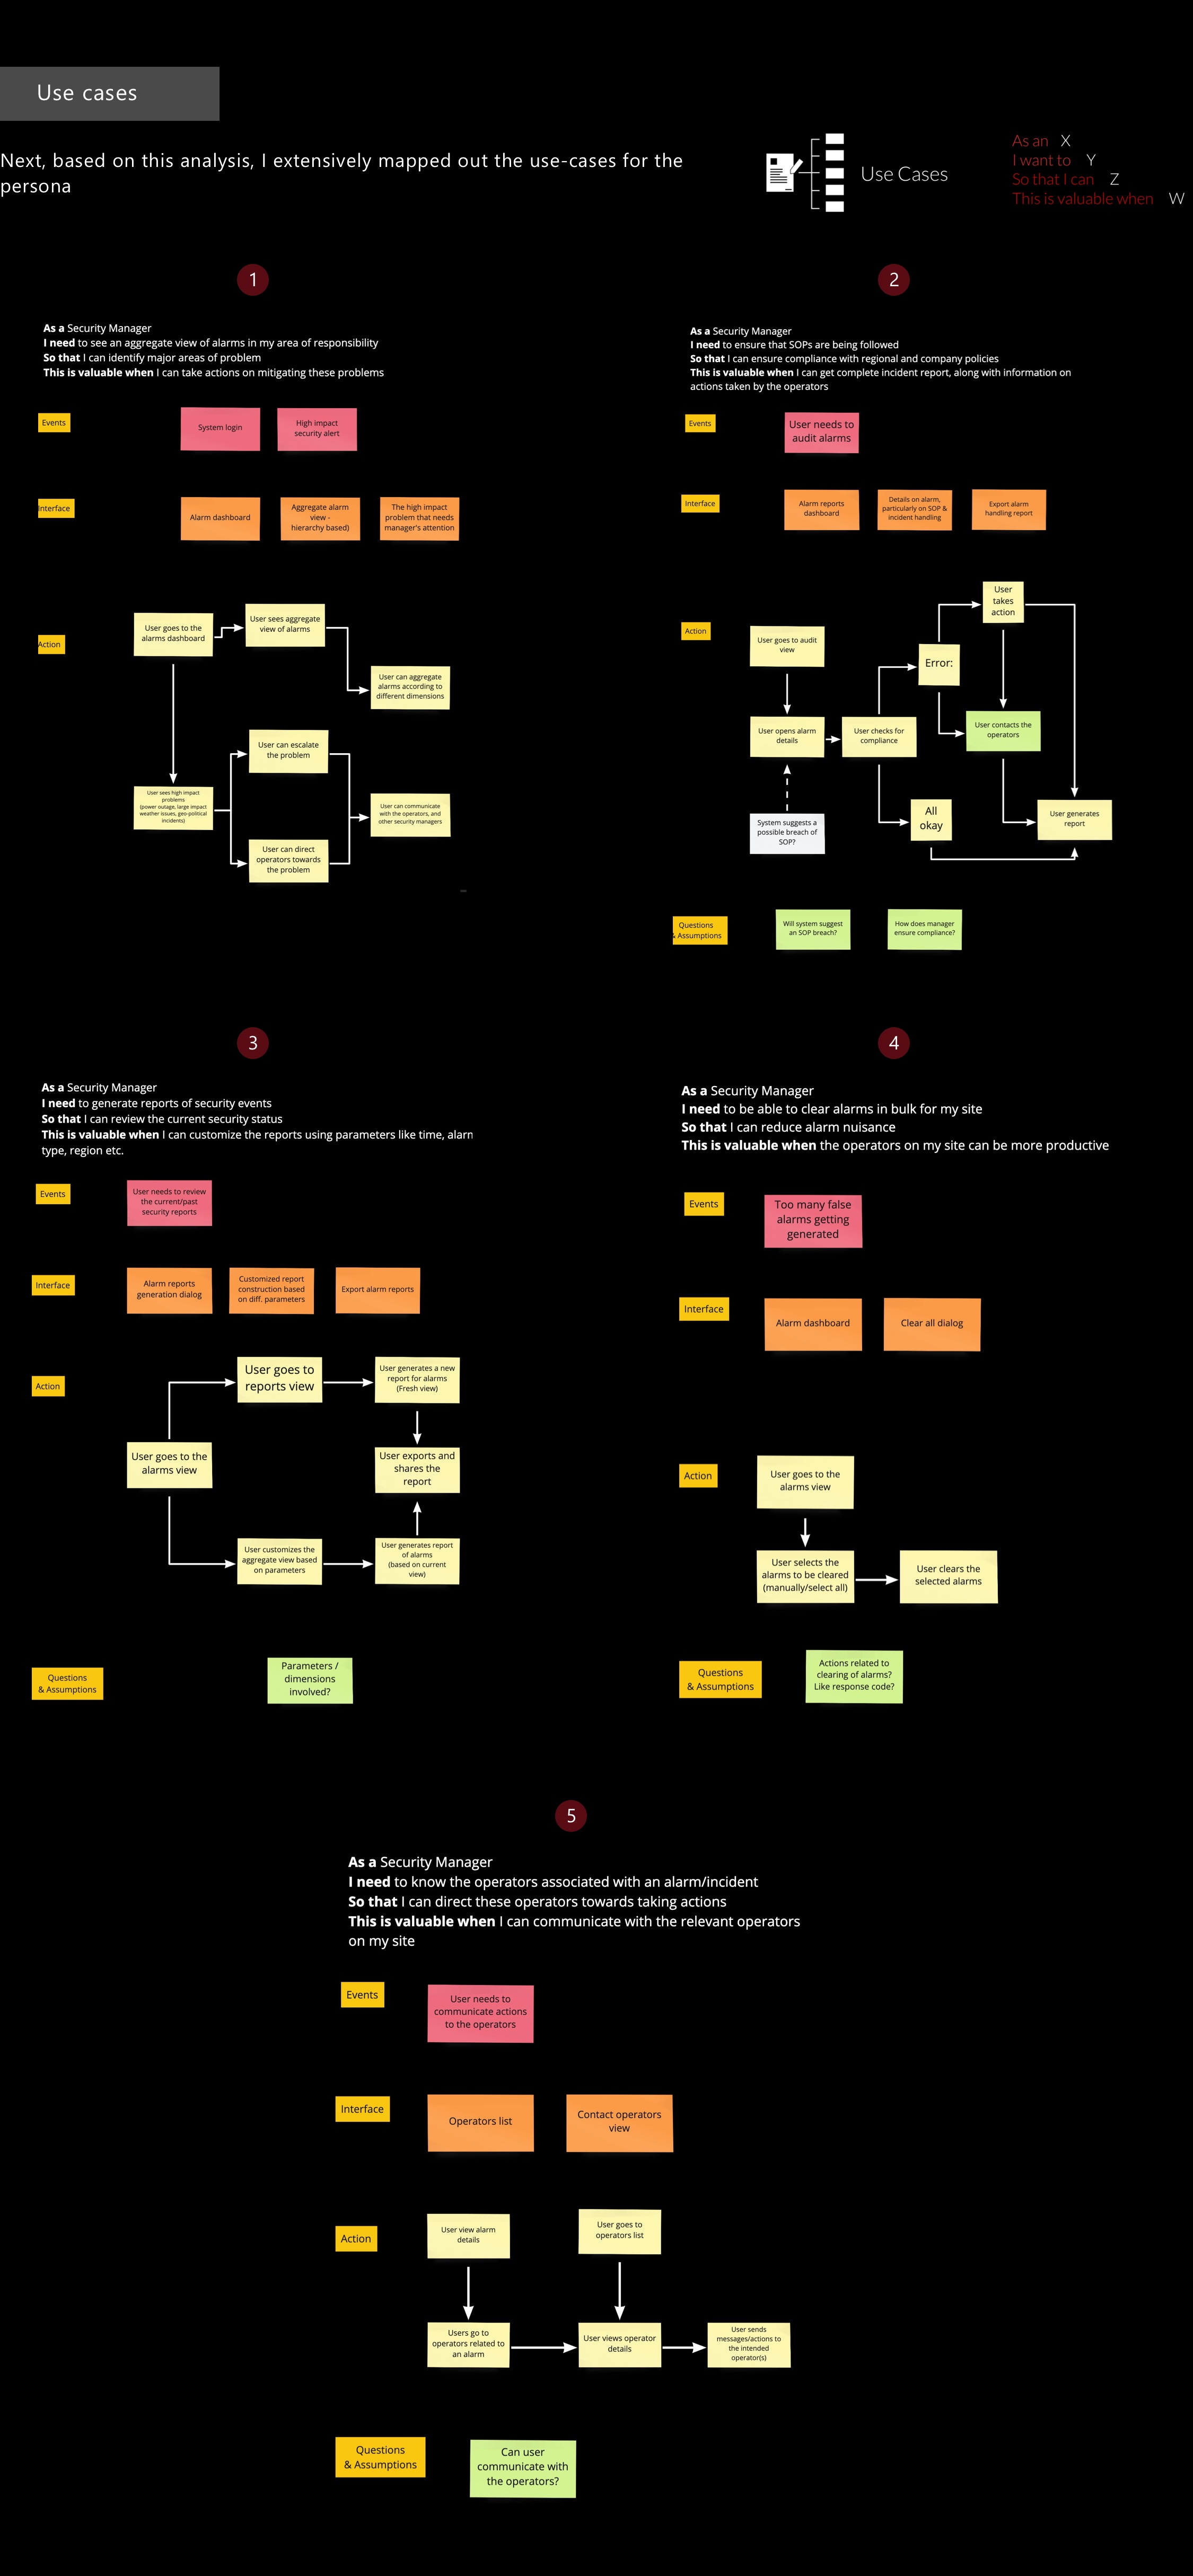 Use cases
Next, based on this analysis, I extensively mapped out the use-cases for the
persona
Use Cases
As an X
I want to Y
So that I can Z
This is valuable when W
1
As a Security Manager
I need to see an aggregate view of alarms in my area of responsibility
So that I can identify major areas of problem
This is valuable when I can take actions on mitigating these problems
Events
System login
High impact
security alert
Interface
Alarm dashboard
Aggregate alarm
view -
hierarchy based)
The high impact
problem that needs
manager's attention
Action
User goes to the
alarms dashboard
User sees aggregate
view of alarms
User can aggregate
alarms according to
different dimensions
User can escalate
the problem
User sees high impact
problems
(power outage, large impact
weather issues, geo-political
incidents)
User can communicate
with the operators, and
other security managers
User can direct
operators towards
the problem
2
As a Security Manager
I need to ensure that SOPs are being followed
So that I can ensure compliance with regional and company policies
This is valuable when I can get complete incident report, along with information on
actions taken by the operators
Events
User needs to
audit alarms
Interface
Alarm reports
dashboard
Details on alarm,
particularly on SOP &
incident handling
Export alarm
handling report
Action
User goes to audit
view
User
takes
action
Error:
User opens alarm
details
User checks for
compliance
User contacts the
operators
System suggests a
possible breach of
SOP?
All
okay
User generates
report
Questions
& Assumptions
Will system suggest
an SOP breach?
How does manager
ensure compliance?
3
As a Security Manager
I need to generate reports of security events
So that I can review the current security status
This is valuable when I can customize the reports using parameters like time, alarm
type, region etc.
Events
User needs to review
the current/past
security reports
Interface
Alarm reports
generation dialog
Customized report
construction based
on diff. parameters
Export alarm reports
Action
User goes to
reports view
User generates a new
report for alarms
(Fresh view)
User goes to the
alarms view
User exports and
shares the
report
User customizes the
aggregate view based
on parameters
User generates report
of alarms
(based on current
view)
Questions
& Assumptions
Parameters /
dimensions
involved?
4
As a Security Manager
I need to be able to clear alarms in bulk for my site
So that I can reduce alarm nuisance
This is valuable when the operators on my site can be more productive
Events
Too many false
alarms getting
generated
Interface
Alarm dashboard
Clear all dialog
Action
User goes to the
alarms view
User selects the
alarms to be cleared
(manually/select all)
User clears the
selected alarms
Questions
& Assumptions
Actions related to
clearing of alarms?
Like response code?
5
As a Security Manager
I need to know the operators associated with an alarm/incident
So that I can direct these operators towards taking actions
This is valuable when I can communicate with the relevant operators
on my site
Events
User needs to
communicate actions
to the operators
Interface
Operators list
Contact operators
view
Action
User view alarm
details
User goes to
operators list
Users go to
operators related to
an alarm
User views operator
details
User sends
messages/actions to
the intended
operator(s)
Questions
& Assumptions
Can user
communicate with
the operators?